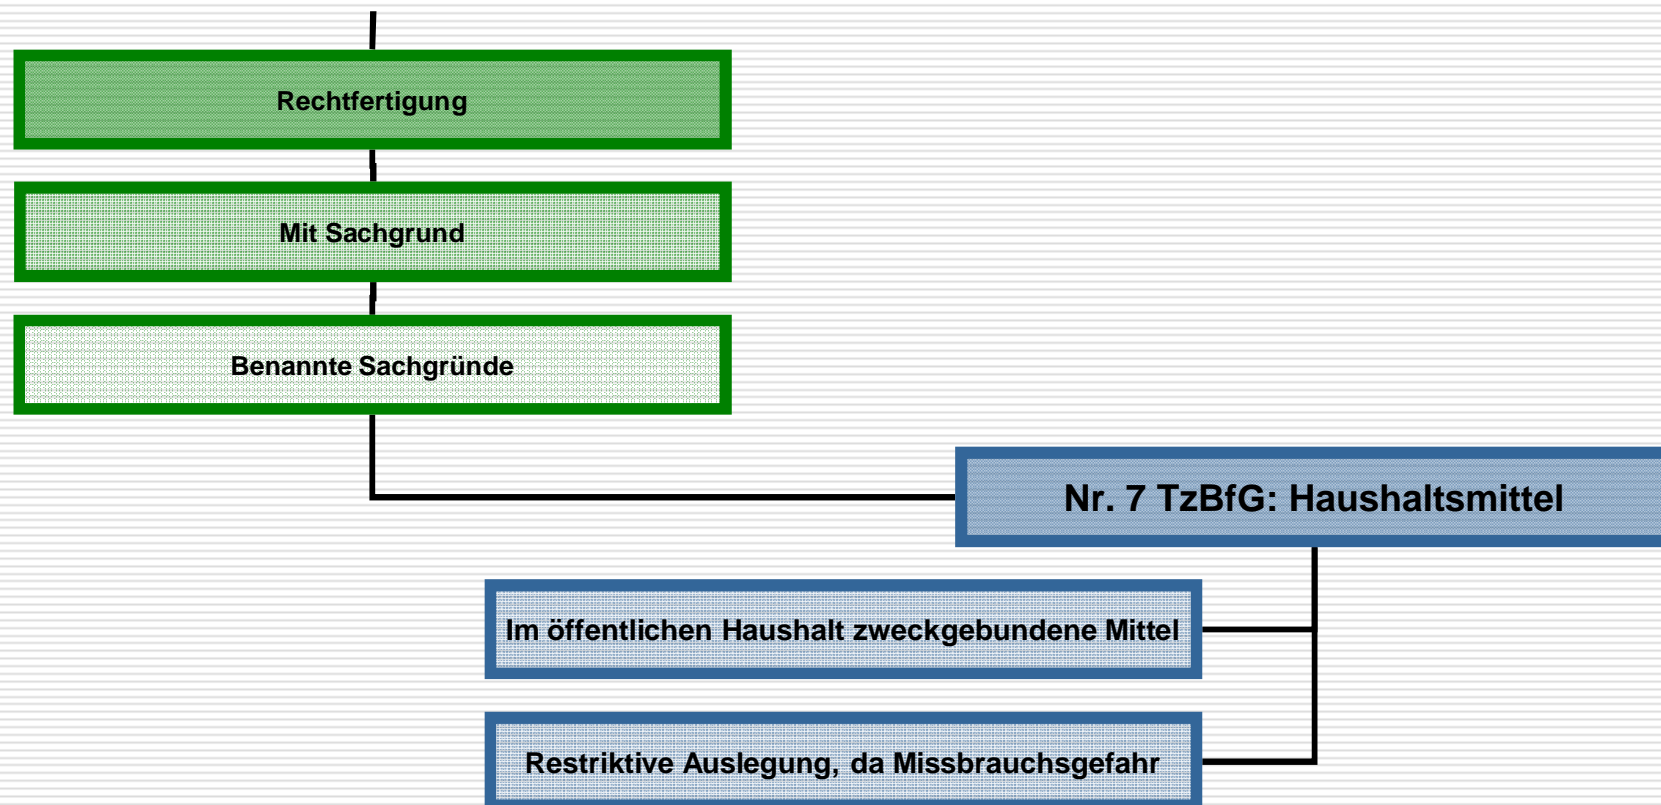 Rechtfertigung
Mit Sachgrund
Benannte Sachgründe
Nr. 7 TzBfG: Haushaltsmittel
Im öffentlichen Haushalt zweckgebundene Mittel
Restriktive Auslegung, da Missbrauchsgefahr